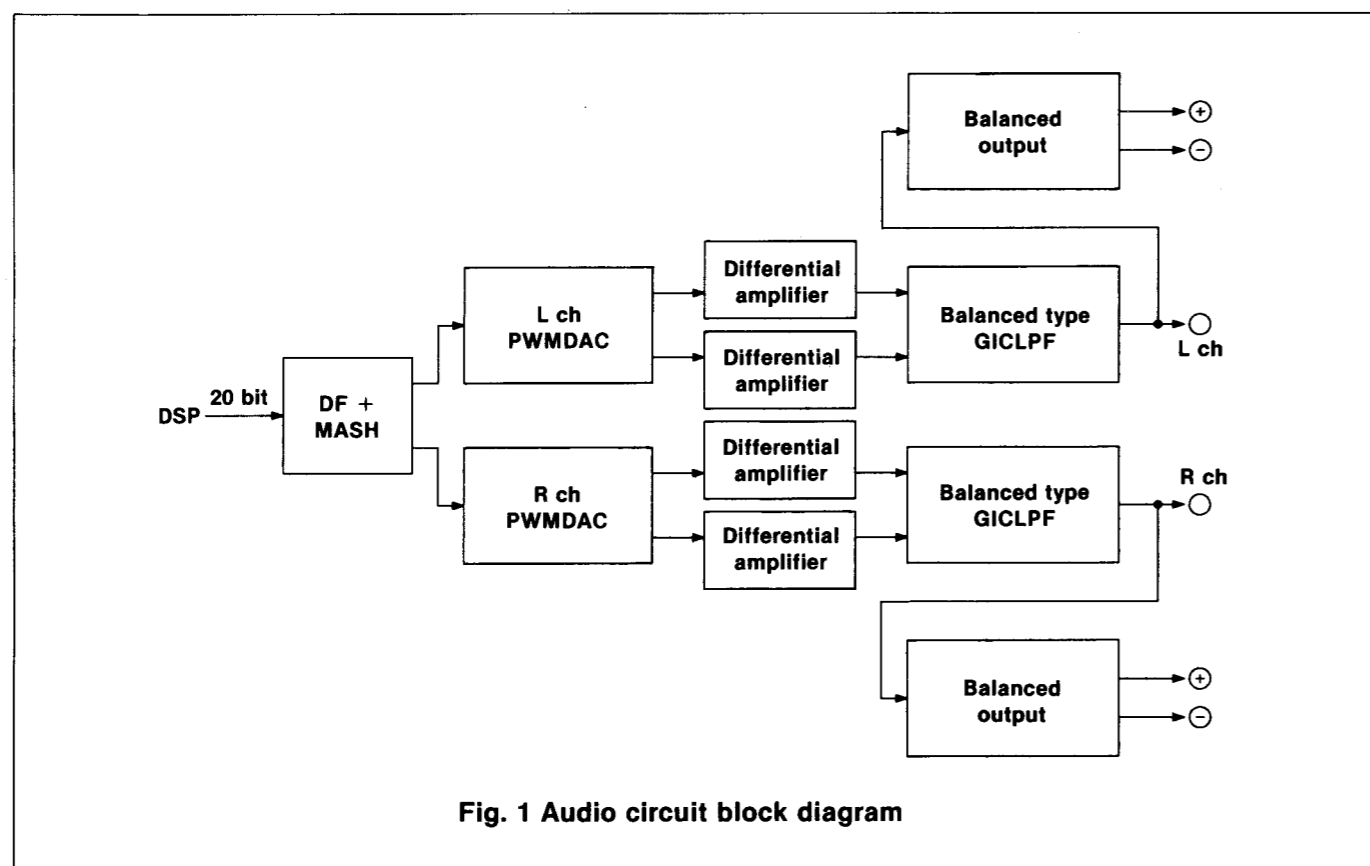 Balanced
output
+
−
Differential
amplifier
L ch
PWMDAC
Differential
amplifier
Balanced type
GICLPF
L ch
DSP
20 bit
DF +
MASH
R ch
PWMDAC
Differential
amplifier
Differential
amplifier
Balanced type
GICLPF
R ch
Balanced
output
+
−
Fig. 1 Audio circuit block diagram